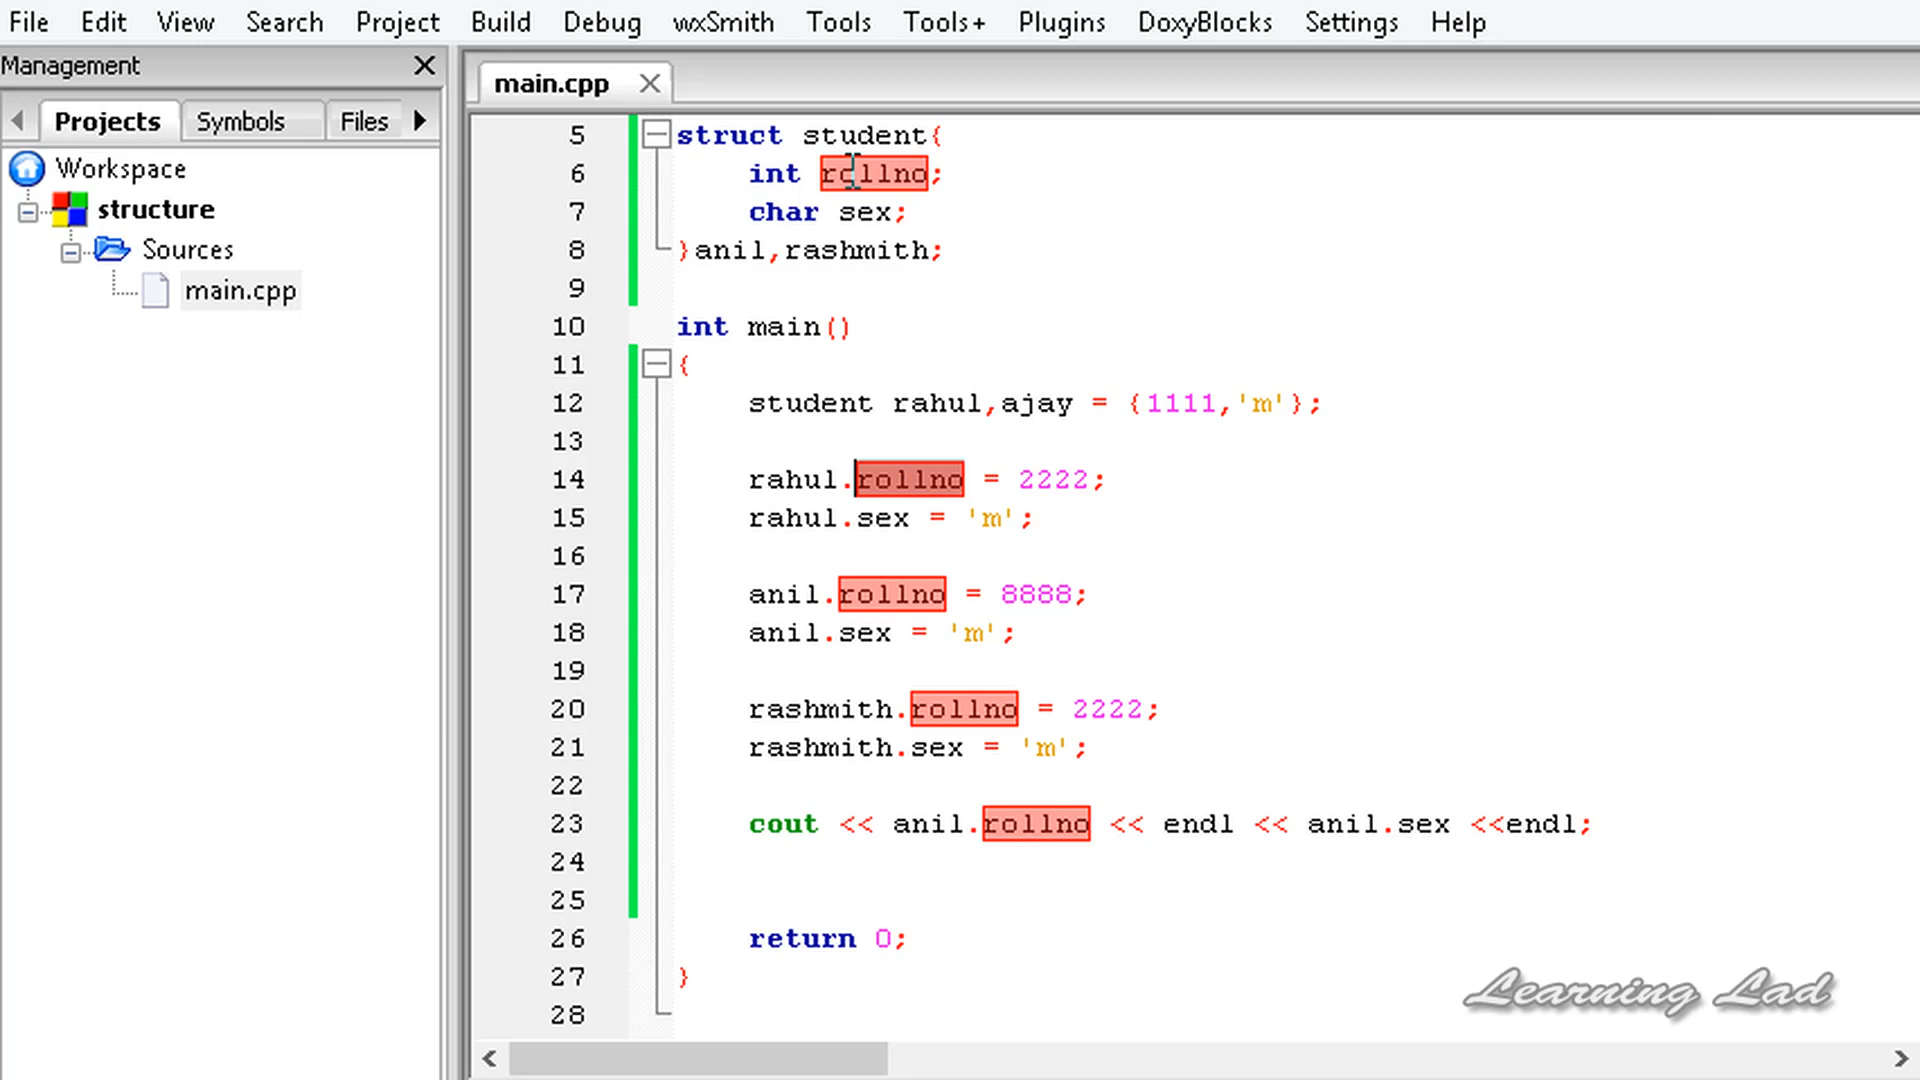 File Edit View Search Project Build Debug wxSmith Tools Tools+ Plugins DoxyBlocks Settings Help
Management
main.cpp
Projects Symbols Files
Workspace
structure
Sources
main.cpp
5 struct student{
6 int rollno;
7 char sex;
8 }anil,rashmith;
9
10 int main()
11 {
12 student rahul,ajay = {1111,'m'};
13
14 rahul.rollno = 2222;
15 rahul.sex = 'm';
16
17 anil.rollno = 8888;
18 anil.sex = 'm';
19
20 rashmith.rollno = 2222;
21 rashmith.sex = 'm';
22
23 cout << anil.rollno << endl << anil.sex <<endl;
24
25
26 return 0;
27 }
28
Learning Lad